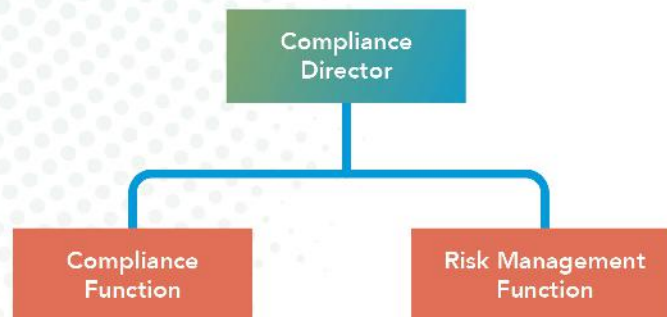 Compliance
Director
Compliance
Function
Risk Management
Function